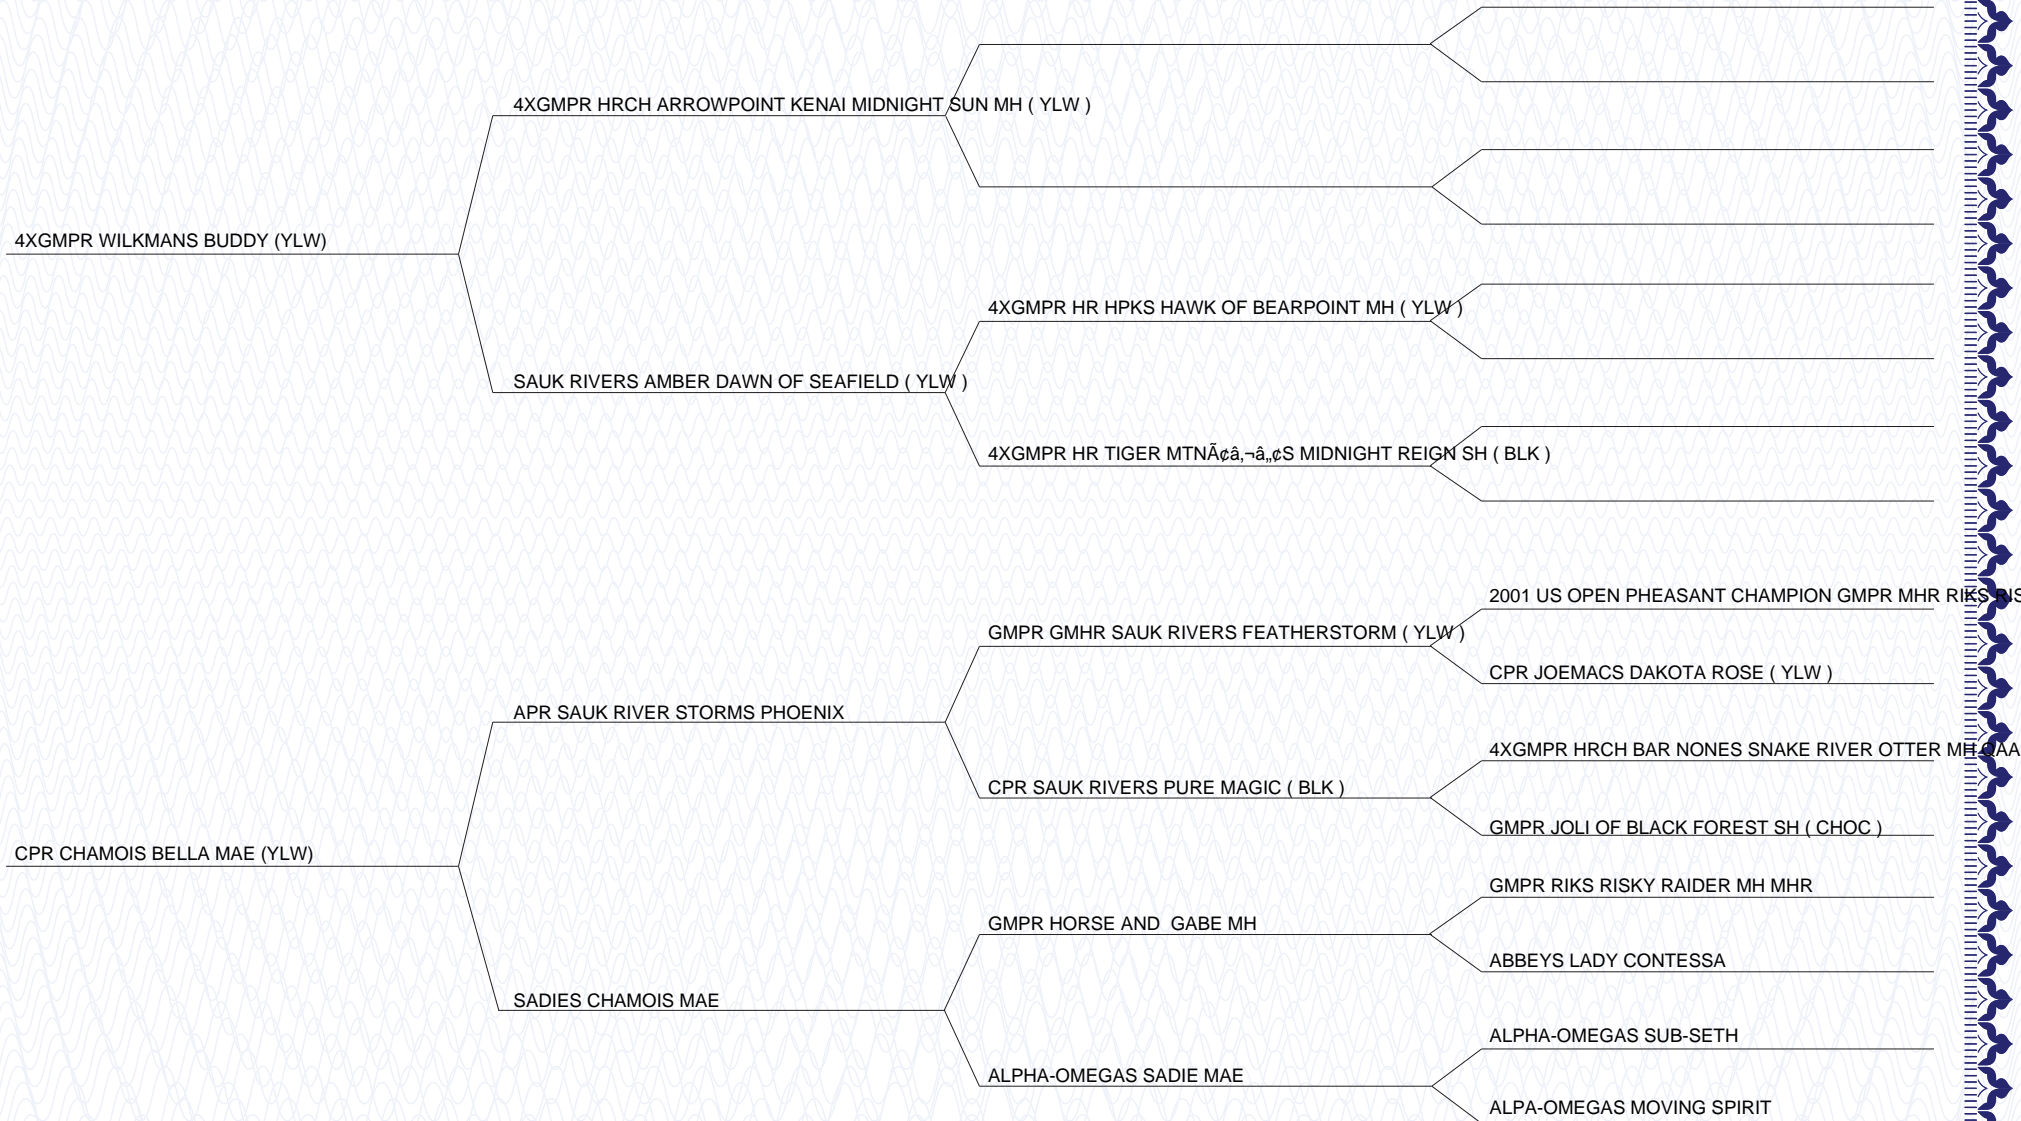 4XGMPR HRCH ARROWPOINT KENAI MIDNIGHT SUN MH ( YLW )
4XGMPR WILKMANS BUDDY (YLW)
4XGMPR HR HPKS HAWK OF BEARPOINT MH ( YLW )
SAUK RIVERS AMBER DAWN OF SEAFIELD ( YLW )
4XGMPR HR TIGER MTNÃ¢â‚¬â„¢S MIDNIGHT REIGN SH ( BLK )
2001 US OPEN PHEASANT CHAMPION GMPR MHR RIKS RIS
GMPR GMHR SAUK RIVERS FEATHERSTORM ( YLW )
CPR JOEMACS DAKOTA ROSE ( YLW )
APR SAUK RIVER STORMS PHOENIX
4XGMPR HRCH BAR NONES SNAKE RIVER OTTER MH QAA
CPR SAUK RIVERS PURE MAGIC ( BLK )
GMPR JOLI OF BLACK FOREST SH ( CHOC )
CPR CHAMOIS BELLA MAE (YLW)
GMPR RIKS RISKY RAIDER MH MHR
GMPR HORSE AND  GABE MH
ABBEYS LADY CONTESSA
SADIES CHAMOIS MAE
ALPHA-OMEGAS SUB-SETH
ALPHA-OMEGAS SADIE MAE
ALPA-OMEGAS MOVING SPIRIT